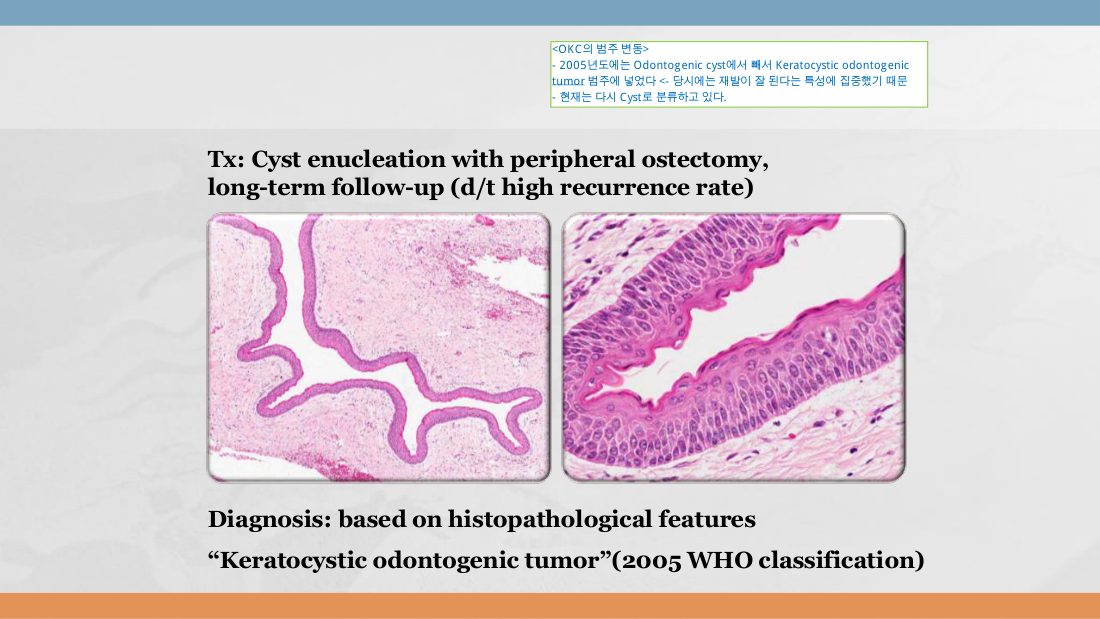 <OKC의 범주 변동>
- 2005년도에는 Odontogenic cyst에서 빼서 Keratocystic odontogenic
tumor 범주에 넣었다 <- 당시에는 재발이 잘 된다는 특성에 집중했기 때문
- 현재는 다시 Cyst로 분류하고 있다.
Tx: Cyst enucleation with peripheral ostectomy,
long-term follow-up (d/t high recurrence rate)
Diagnosis: based on histopathological features
“Keratocystic odontogenic tumor”(2005 WHO classification)